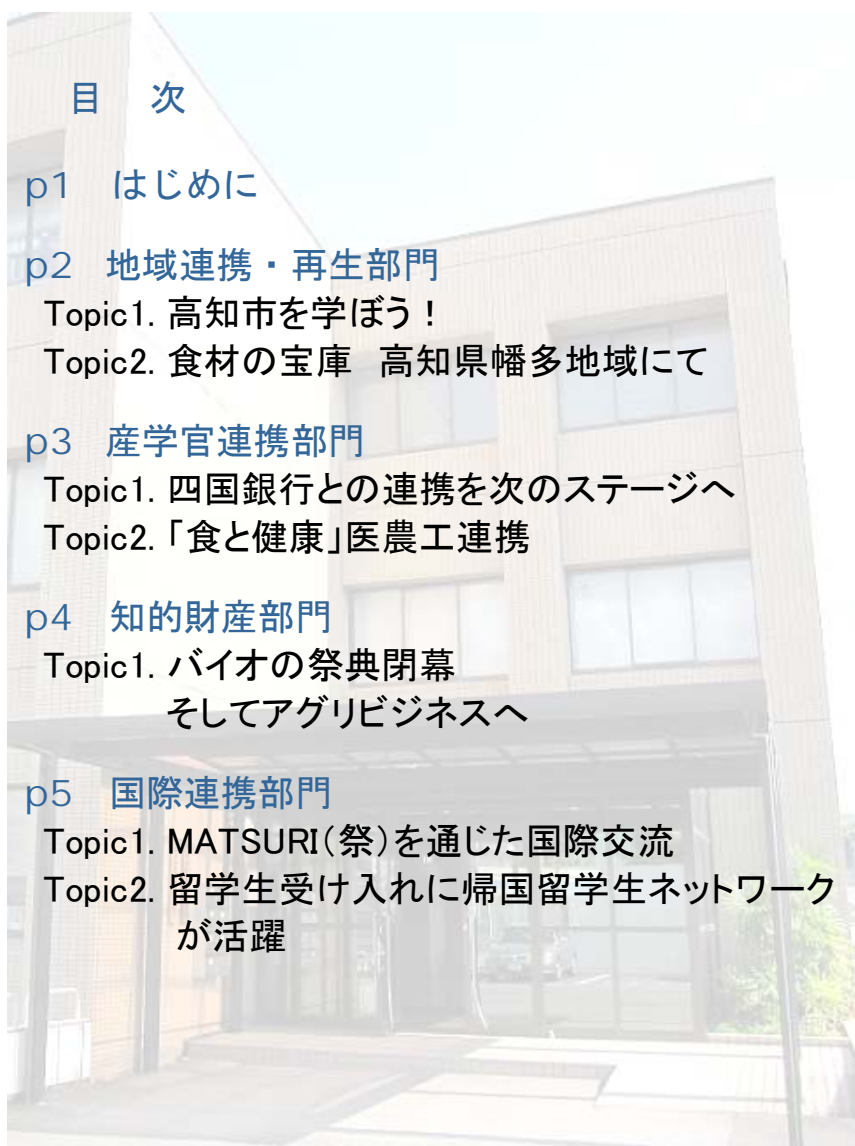 目 次
p1 はじめに
p2 地域連携・再生部門
Topic1. 高知市を学ぼう！
Topic2. 食材の宝庫 高知県幡多地域にて
p3 産学官連携部門
Topic1. 四国銀行との連携を次のステージへ
Topic2. 「食と健康」医農工連携
p4 知的財産部門
Topic1. バイオの祭典閉幕
そしてアグリビジネスへ
p5 国際連携部門
Topic1. MATSURI（祭）を通じた国際交流
Topic2. 留学生受け入れに帰国留学生ネットワーク
が活躍